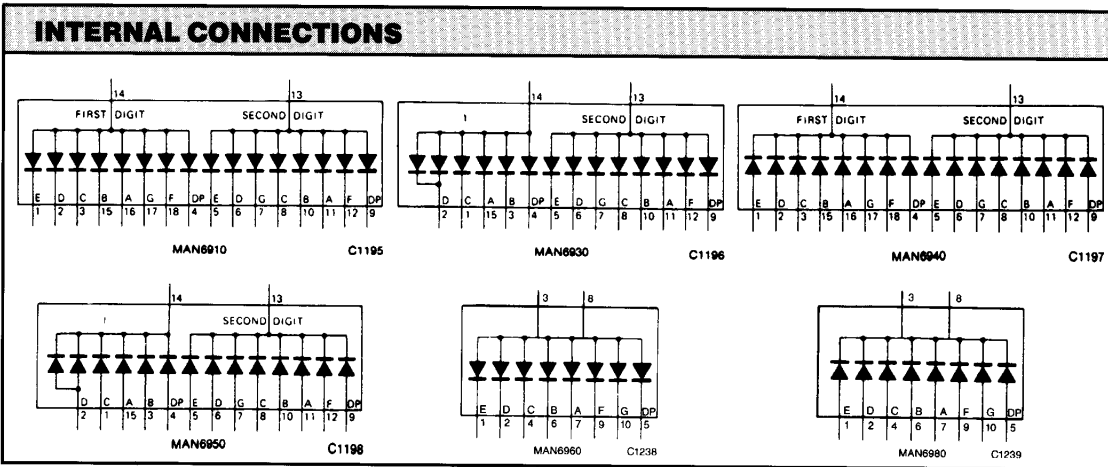 INTERNAL CONNECTIONS
14 13
FIRST DIGIT SECOND DIGIT
E D C B A G F DP E D G C B A F DP
1 2 3 15 16 17 18 4 5 6 7 8 10 11 12 9
MAN6910 C1195
14 13
1 SECOND DIGIT
D C A B DP E D G C B A F DP
2 1 15 3 4 5 6 7 8 10 11 12 9
MAN6930 C1196
14 13
FIRST DIGIT SECOND DIGIT
E D C B A G F DP E D G C B A F DP
1 2 3 15 16 17 18 4 5 6 7 8 10 11 12 9
MAN6940 C1197
14 13
1 SECOND DIGIT
D C A B DP E D G C B A F DP
2 1 15 3 4 5 6 7 8 10 11 12 9
MAN6950 C1198
3 8
E D C B A F G DP
1 2 4 6 7 9 10 5
MAN6960 C1238
3 8
E D C B A F G DP
1 2 4 6 7 9 10 5
MAN6980 C1239